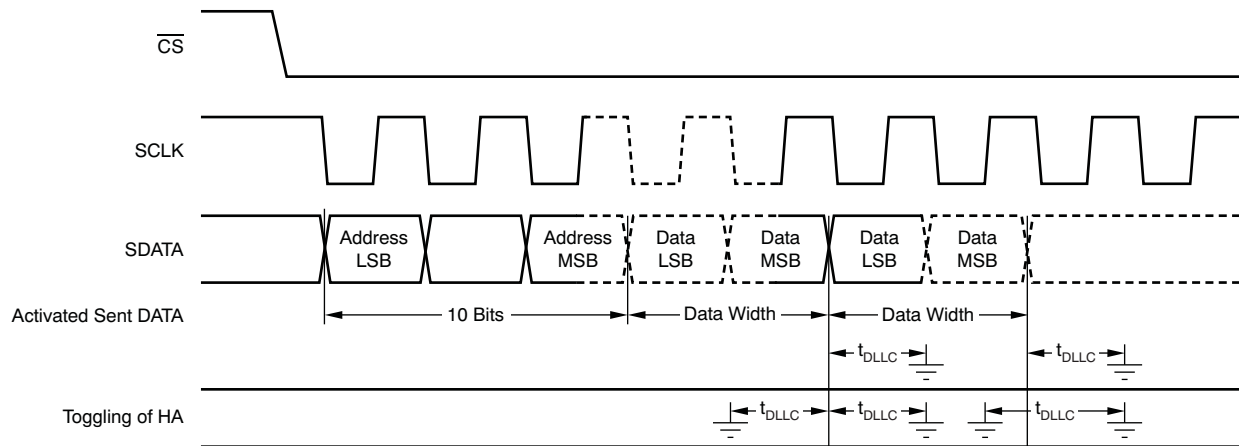 CS
SCLK
SDATA
Address
LSB
Address
MSB
Data
LSB
Data
MSB
Data
LSB
Data
MSB
Activated Sent DATA
10 Bits
Data Width
Data Width
tDLLC
tDLLC
Toggling of HA
tDLLC
tDLLC
tDLLC